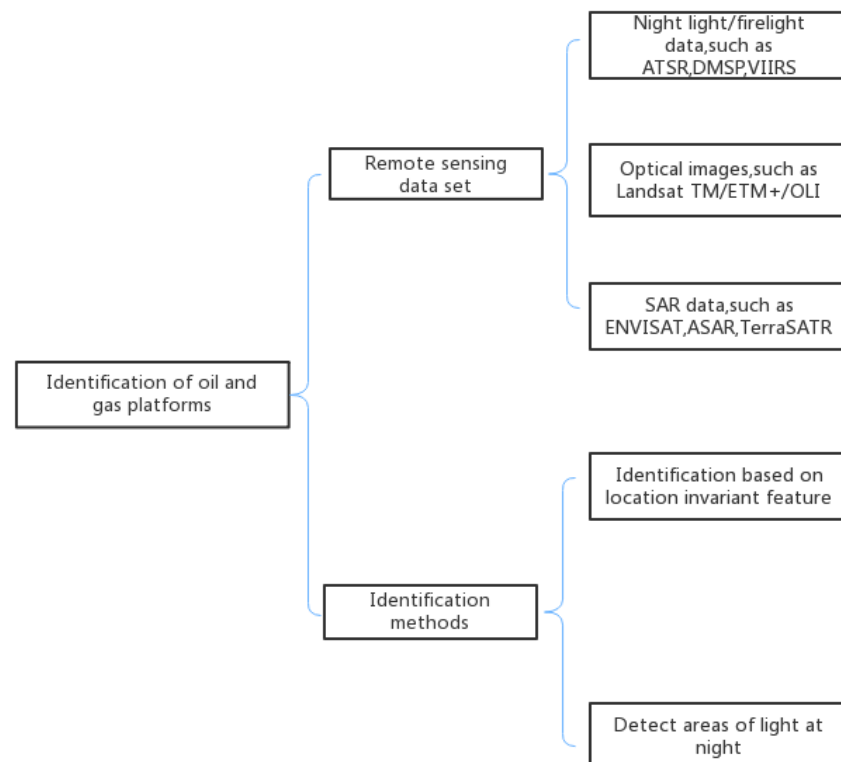 Night light/firelight
data,such as
ATSR,DMSP,VIIRS
Remote sensing
data set
Optical images,such as
Landsat TM/ETM+/OLI
SAR data,such as
ENVISAT,ASAR,TerraSATR
Identification of oil and
gas platforms
Identification based on
location invariant feature
Identification
methods
Detect areas of light at
night